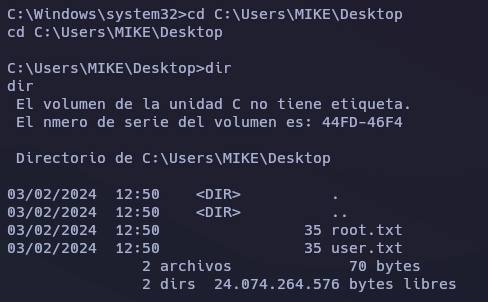 C:\Windows\system32>cd C:\Users\MIKE\Desktop
cd C:\Users\MIKE\Desktop
C:\Users\MIKE\Desktop>dir
dir
El volumen de la unidad C no tiene etiqueta.
El nmero de serie del volumen es: 44FD-46F4
Directorio de C:\Users\MIKE\Desktop
03/02/2024  12:50    <DIR>          .
03/02/2024  12:50    <DIR>          ..
03/02/2024  12:50                35 root.txt
03/02/2024  12:50                35 user.txt
2 archivos             70 bytes
2 dirs  24.074.264.576 bytes libres